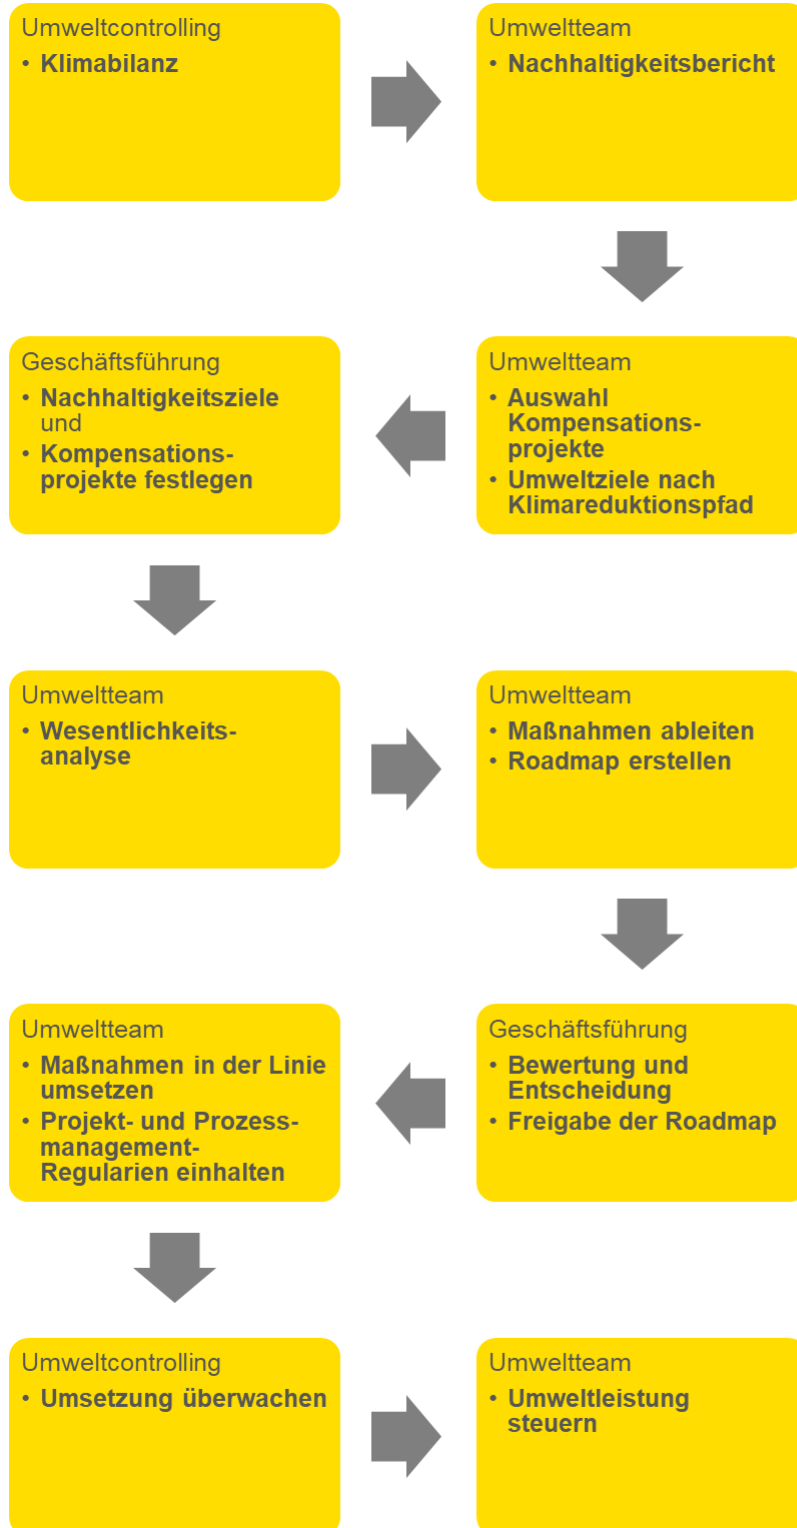 Umweltcontrolling
• Klimabilanz
Umweltteam
• Nachhaltigkeitsbericht
Umweltteam
• Auswahl
Kompensations-
projekte
• Umweltziele nach
Klimareduktionspfad
Geschäftsführung
• Nachhaltigkeitsziele
und
• Kompensations-
projekte festlegen
Umweltteam
• Wesentlichkeits-
analyse
Umweltteam
• Maßnahmen ableiten
• Roadmap erstellen
Geschäftsführung
• Bewertung und
Entscheidung
• Freigabe der Roadmap
Umweltteam
• Maßnahmen in der Linie
umsetzen
• Projekt- und Prozess-
management-
Regularien einhalten
Umweltcontrolling
• Umsetzung überwachen
Umweltteam
• Umweltleistung
steuern